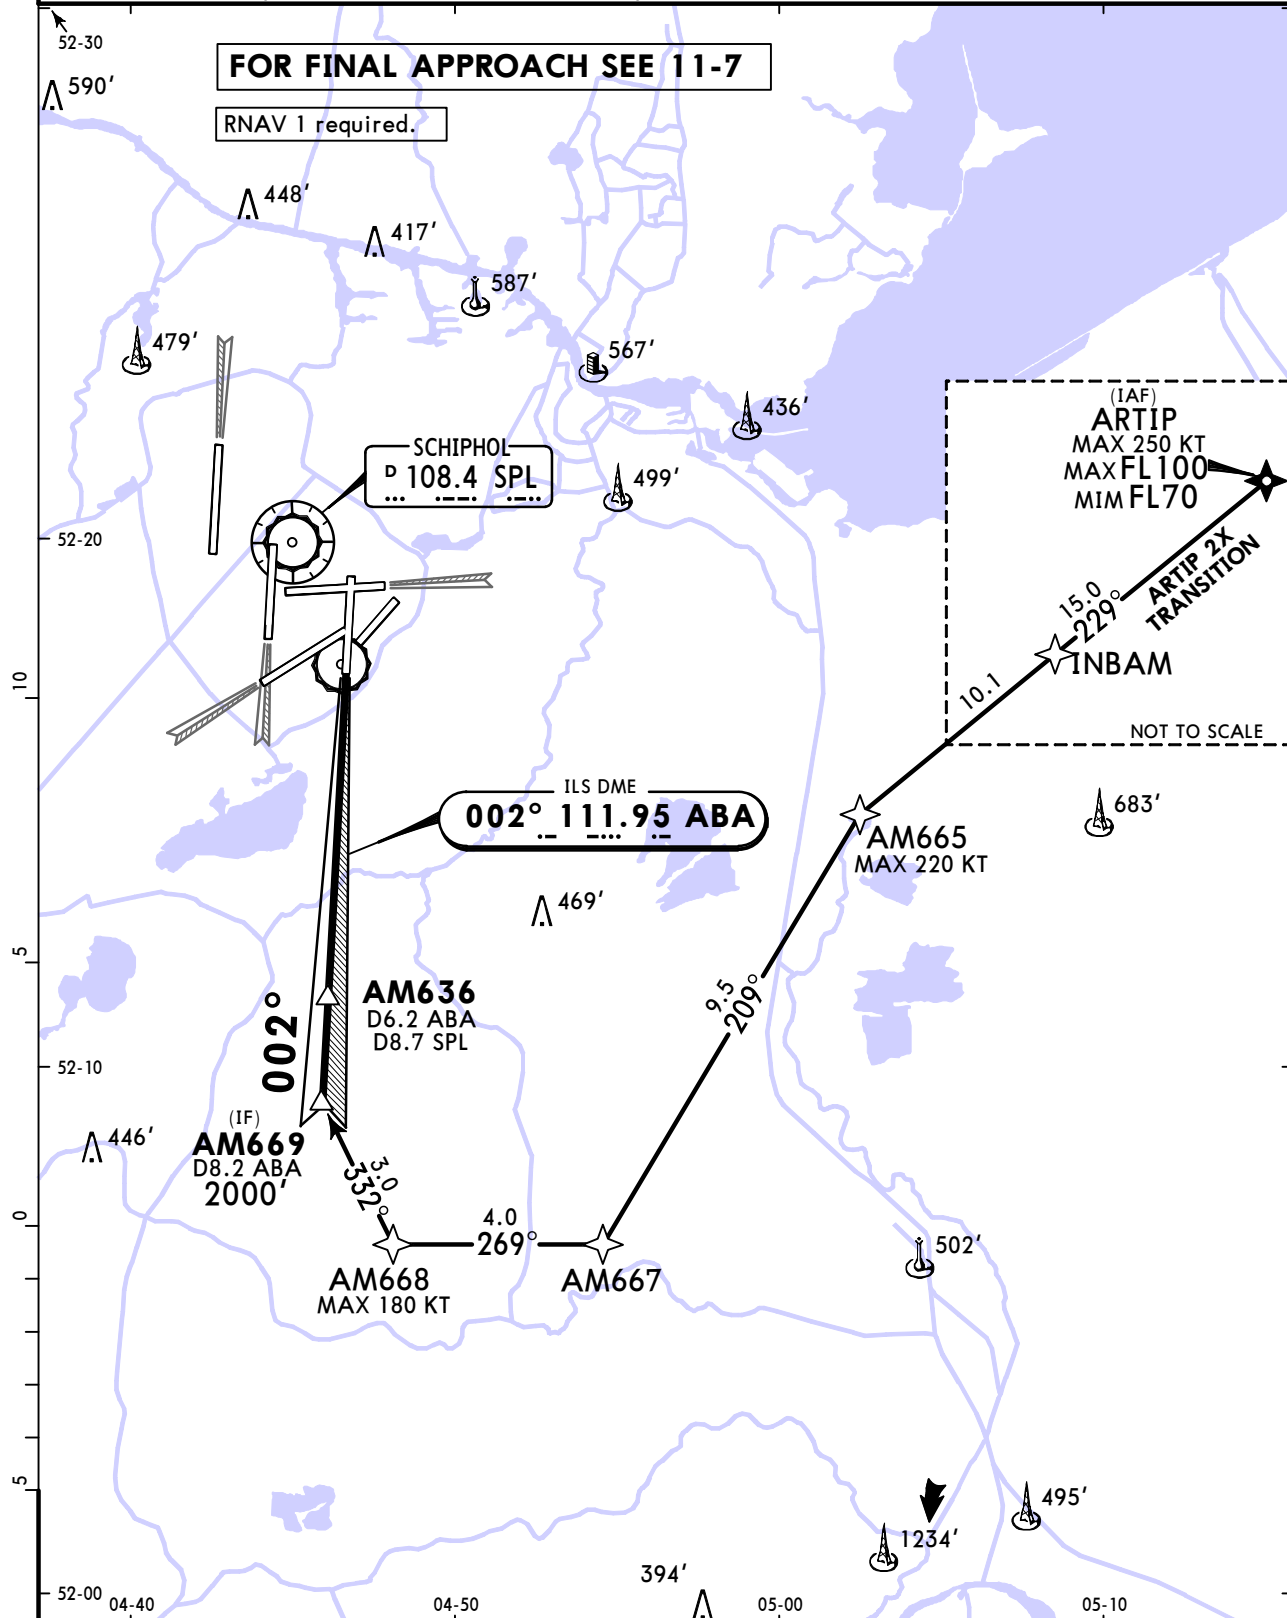 52-30
FOR FINAL APPROACH SEE 11-7
590'
RNAV 1 required.
448'
417'
587'
479'
567'
436'
(IAF)
ARTIP
MAX 250 KT
MAX FL100
MIM FL70
SCHIPHOL
D 108.4 SPL
499'
52-20
ARTIP 2X
TRANSITION
15.0
229°
INBAM
10
10.1
NOT TO SCALE
ILS DME
002° 111.95 ABA
683'
AM665
MAX 220 KT
469'
5
AM636
D6.2 ABA
D8.7 SPL
9.5
209°
002°
52-10
(IF)
AM669
D8.2 ABA
2000'
446'
3.0
332°
0
4.0
269°
502'
AM668
MAX 180 KT
AM667
5
495'
1234'
394'
52-00
04-40
04-50
05-00
05-10